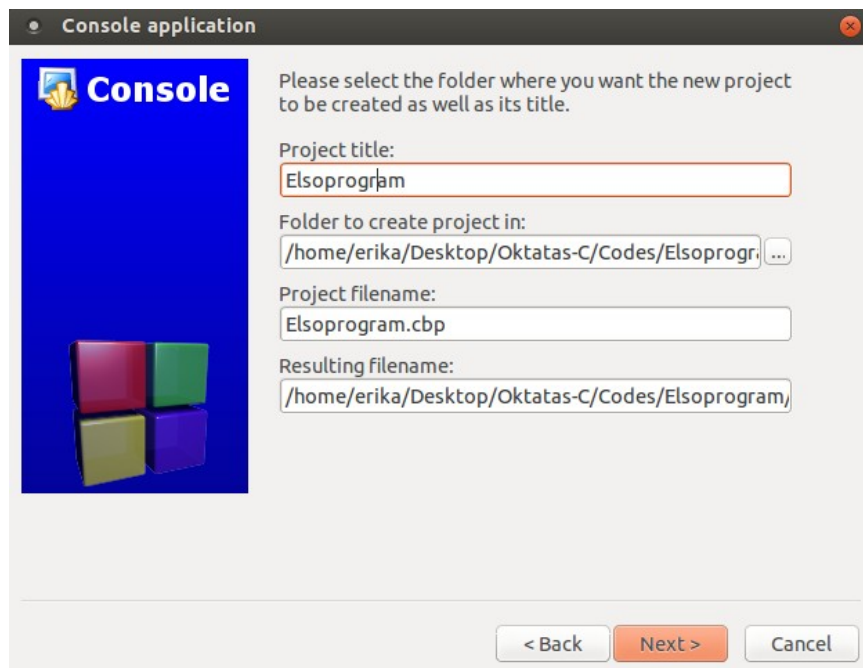 Console application
Console
Please select the folder where you want the new project
to be created as well as its title.
Project title:
Elsoprogram
Folder to create project in:
/home/erika/Desktop/Oktatas-C/Codes/Elsoprogra
...
Project filename:
Elsoprogram.cbp
Resulting filename:
/home/erika/Desktop/Oktatas-C/Codes/Elsoprogram/
< Back Next > Cancel